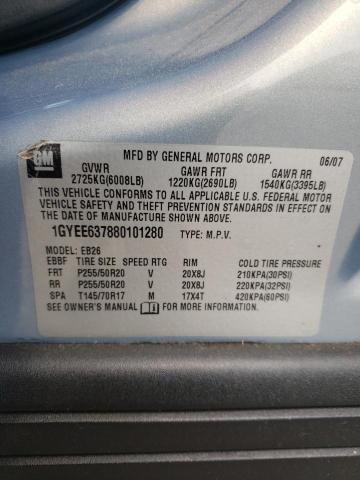 GM
MFD BY GENERAL MOTORS CORP. 06/07
GVWR GAWR FRT GAWR RR
2725KG(6008LB) 1220KG(2690LB) 1540KG(3395LB)
THIS VEHICLE CONFORMS TO ALL APPLICABLE U.S. FEDERAL MOTOR
VEHICLE SAFETY AND THEFT PREVENTION STANDARDS IN EFFECT ON
THE DATE OF MANUFACTURE SHOWN ABOVE.
1GYEE637880101280 TYPE: M.P.V.
MODEL: EB26
EBBF TIRE SIZE SPEED RTG RIM COLD TIRE PRESSURE
FRT P255/50R20 V 20X8J 210KPA(30PSI)
RR P255/50R20 V 20X8J 220KPA(32PSI)
SPA T145/70R17 M 17X4T 420KPA(60PSI)
SEE OWNER'S MANUAL FOR MORE INFORMATION.